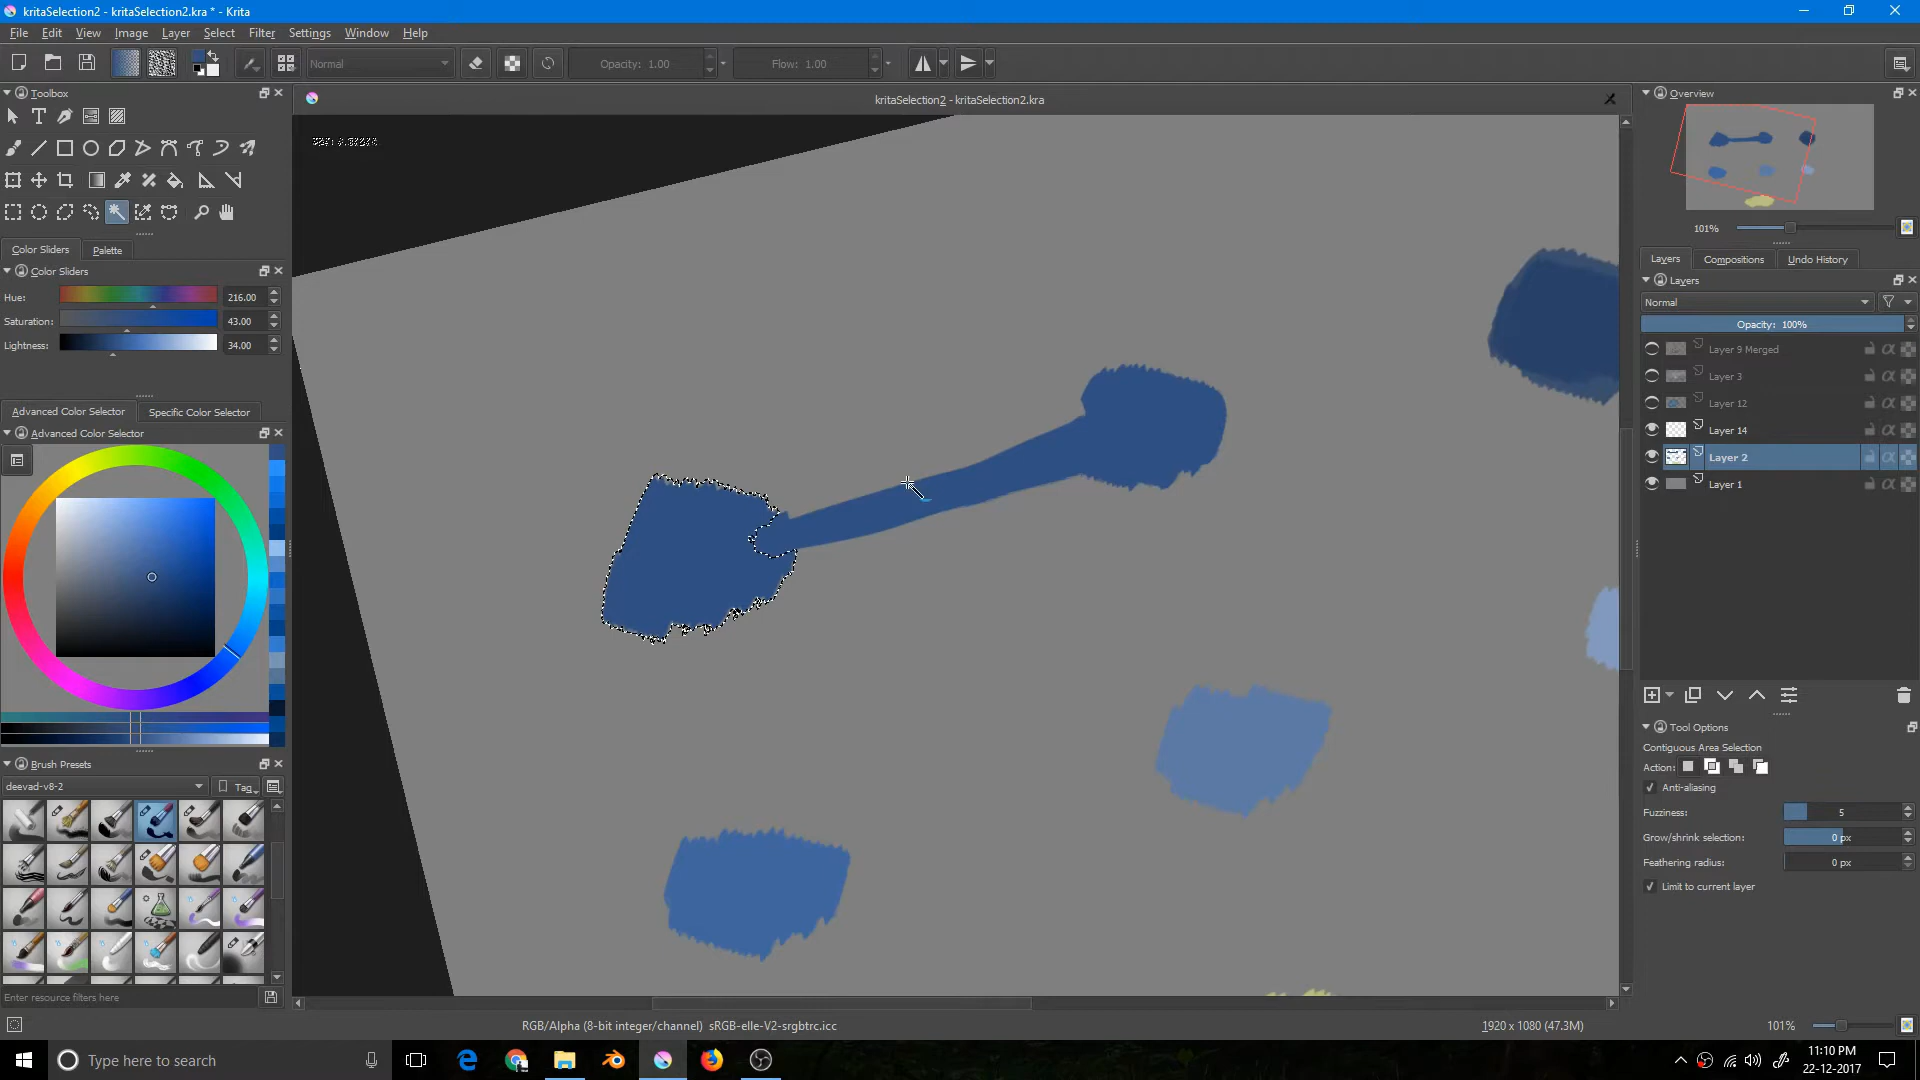 kritaSelection2 - kritaSelection2.kra * - Krita
File Edit View Image Layer Select Filter Settings Window Help
Normal Opacity: 1.00 Flow: 1.00
Toolbox
kritaSelection2 - kritaSelection2.kra
Overview
101%
Color Sliders Palette
Color Sliders
Hue: 216.00
Saturation: 43.00
Lightness: 34.00
Advanced Color Selector Specific Color Selector
Advanced Color Selector
Layers Compositions Undo History
Layers
Normal
Opacity: 100%
Layer 9 Merged
Layer 3
Layer 12
Layer 14
Layer 2
Layer 1
Brush Presets
deevad-v8-2 Tag
Enter resource filters here
Tool Options
Contiguous Area Selection
Action:
Anti-aliasing
Fuzziness: 5
Grow/shrink selection: 0 px
Feathering radius: 0 px
Limit to current layer
RGB/Alpha (8-bit integer/channel) sRGB-elle-V2-srgbtrc.icc
1920 x 1080 (47.3M)
101%
Type here to search
11:10 PM
22-12-2017